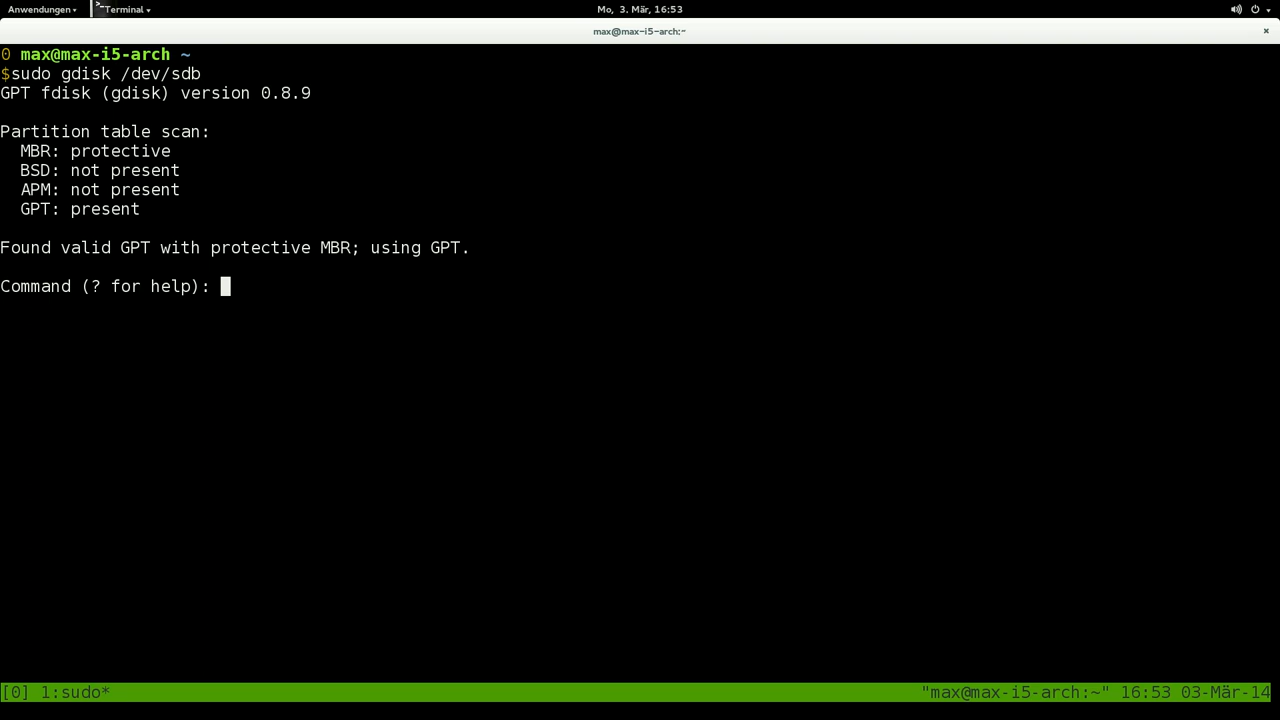 Anwendungen Terminal Mo, 3. Mär, 16:53
max@max-i5-arch:~
0 max@max-i5-arch ~
$sudo gdisk /dev/sdb
GPT fdisk (gdisk) version 0.8.9
Partition table scan:
MBR: protective
BSD: not present
APM: not present
GPT: present
Found valid GPT with protective MBR; using GPT.
Command (? for help):
[0] 1:sudo* "max@max-i5-arch:~" 16:53 03-Mär-14